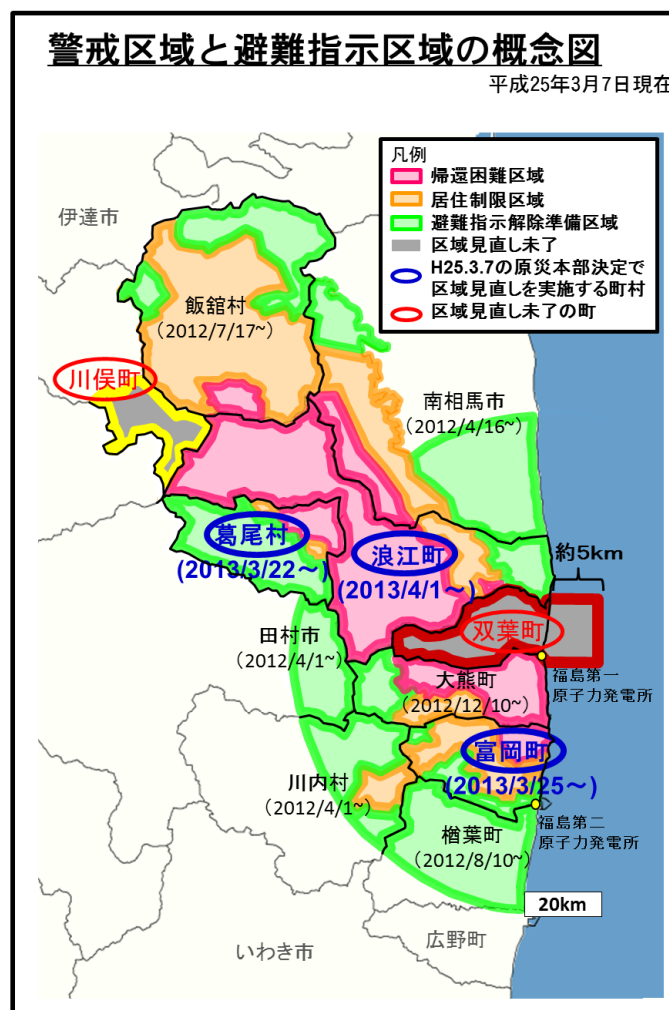 警戒区域と避難指示区域の概念図
平成25年3月7日現在
凡例
帰還困難区域
居住制限区域
避難指示解除準備区域
区域見直し未了
H25.3.7の原災本部決定で
区域見直しを実施する町村
区域見直し未了の町
伊達市
飯舘村
(2012/7/17~)
川俣町
南相馬市
(2012/4/16~)
葛尾村
(2013/3/22～)
浪江町
(2013/4/1～)
約5km
双葉町
田村市
(2012/4/1~)
大熊町
(2012/12/10~)
福島第一
原子力発電所
富岡町
(2013/3/25～)
川内村
(2012/4/1~)
福島第二
原子力発電所
楢葉町
(2012/8/10~)
20km
いわき市
広野町